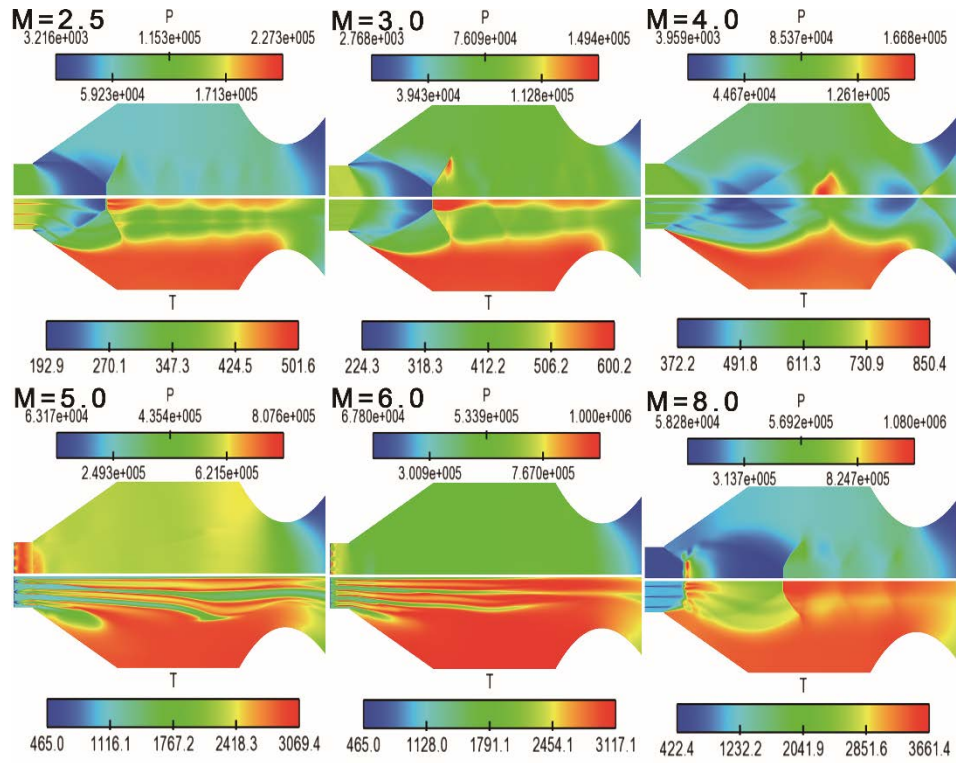 M=2.5
P
3.216e+003 1.153e+005 2.273e+005
5.923e+004 1.713e+005
T
192.9 270.1 347.3 424.5 501.6
M=3.0
P
2.768e+003 7.609e+004 1.494e+005
3.943e+004 1.128e+005
T
224.3 318.3 412.2 506.2 600.2
M=4.0
P
3.959e+003 8.537e+004 1.668e+005
4.467e+004 1.261e+005
T
372.2 491.8 611.3 730.9 850.4
M=5.0
P
6.317e+004 4.354e+005 8.076e+005
2.493e+005 6.215e+005
T
465.0 1116.1 1767.2 2418.3 3069.4
M=6.0
P
6.780e+004 5.339e+005 1.000e+006
3.009e+005 7.670e+005
T
465.0 1128.0 1791.1 2454.1 3117.1
M=8.0
P
5.828e+004 5.692e+005 1.080e+006
3.137e+005 8.247e+005
T
422.4 1232.2 2041.9 2851.6 3661.4